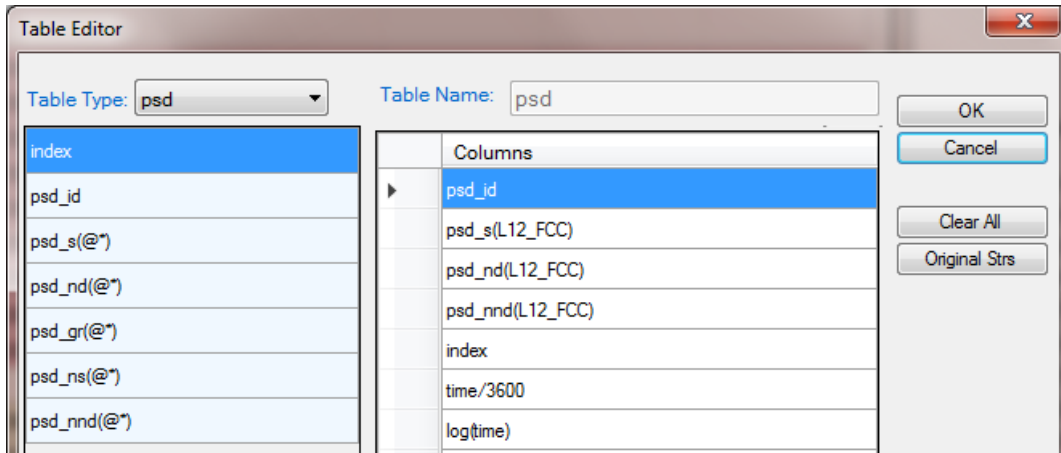 Table Editor
x
Table Type: psd
Table Name: psd
OK
Cancel
Clear All
Original Strs
index
psd_id
psd_s(@*)
psd_nd(@*)
psd_gr(@*)
psd_ns(@*)
psd_nnd(@*)
Columns
psd_id
psd_s(L12_FCC)
psd_nd(L12_FCC)
psd_nnd(L12_FCC)
index
time/3600
log(time)